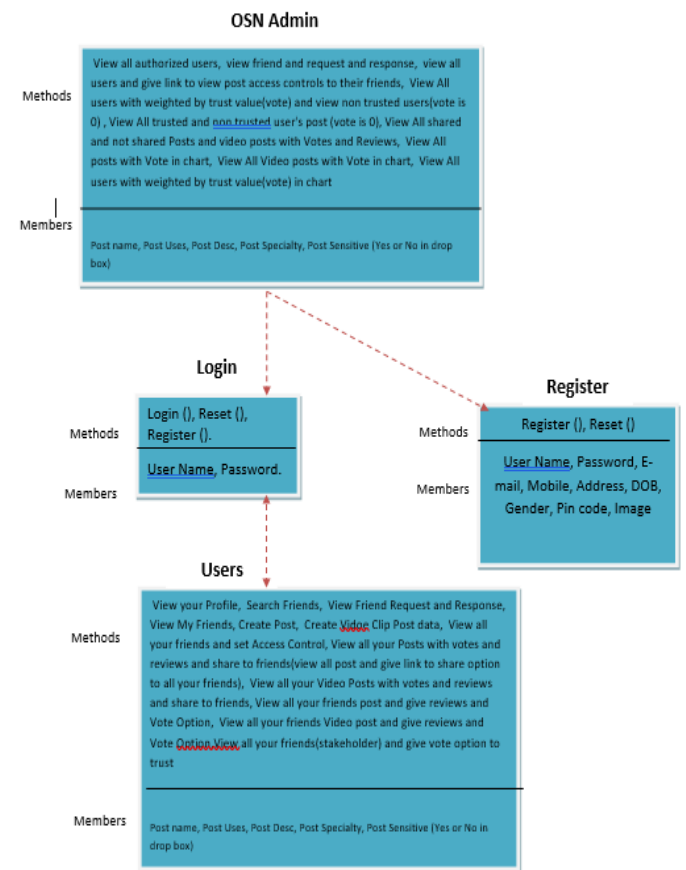 OSN Admin
View all authorized users, view friend and request and response, view all
Methods
users and give link to view post access controls to their friends, View All
users with weighted by trust value(vote) and view non trusted users(vote is
0) , View All trusted and non trusted user's post (vote is 0), View All shared
and not shared Posts and video posts with Votes and Reviews, View All
posts with Vote in chart, View All Video posts with Vote in chart, View All
users with weighted by trust value(vote) in chart
Members
Post name, Post Uses, Post Desc, Post Specialty, Post Sensitive (Yes or No in drop
box)
Login
Methods
Login (), Reset (),
Register ().
Members
User Name, Password.
Register
Methods
Register (), Reset ()
Members
User Name, Password, E-
mail, Mobile, Address, DOB,
Gender, Pin code, Image
Users
Methods
View your Profile, Search Friends, View Friend Request and Response,
View My Friends, Create Post, Create Vidoe Clip Post data, View all
your friends and set Access Control, View all your Posts with votes and
reviews and share to friends(view all post and give link to share option
to all your friends), View all your Video Posts with votes and reviews
and share to friends, View all your friends post and give reviews and
Vote Option, View all your friends Video post and give reviews and
Vote Option View all your friends(stakeholder) and give vote option to
trust
Members
Post name, Post Uses, Post Desc, Post Specialty, Post Sensitive (Yes or No in
drop box)